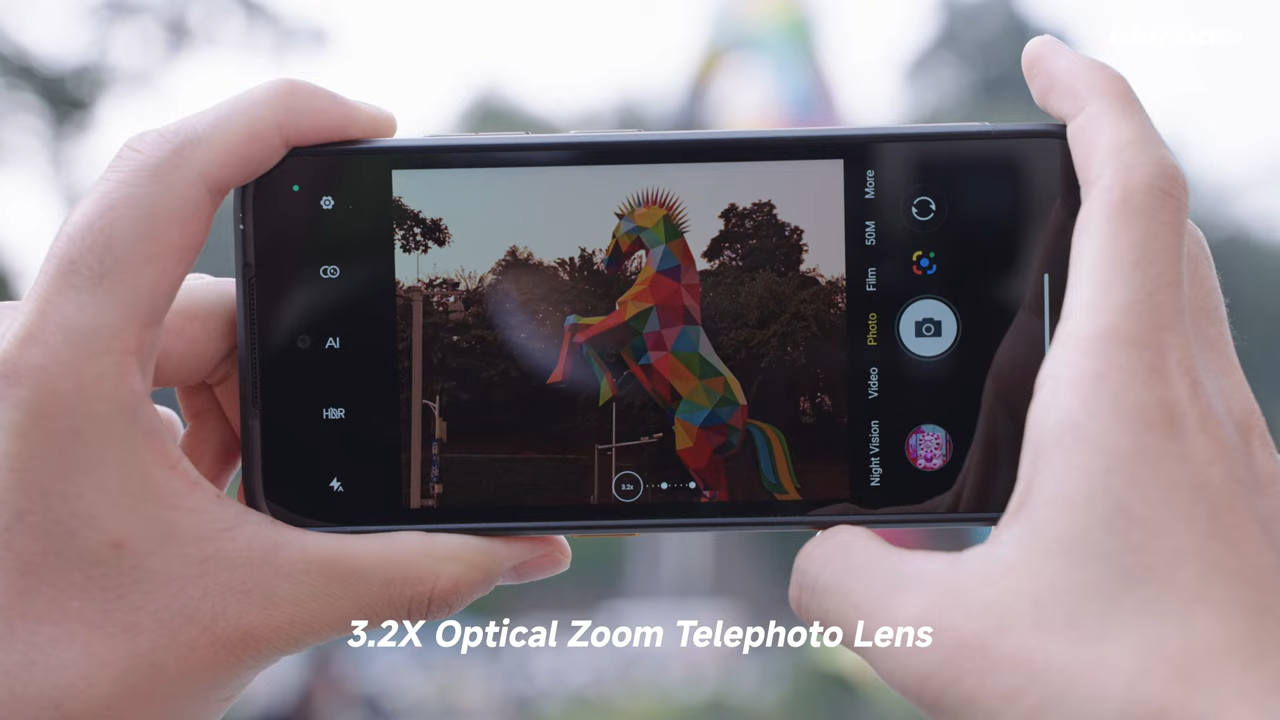 AI
HDR
3.2x
More
50M
Film
Photo
Video
Night Vision
3.2X Optical Zoom Telephoto Lens